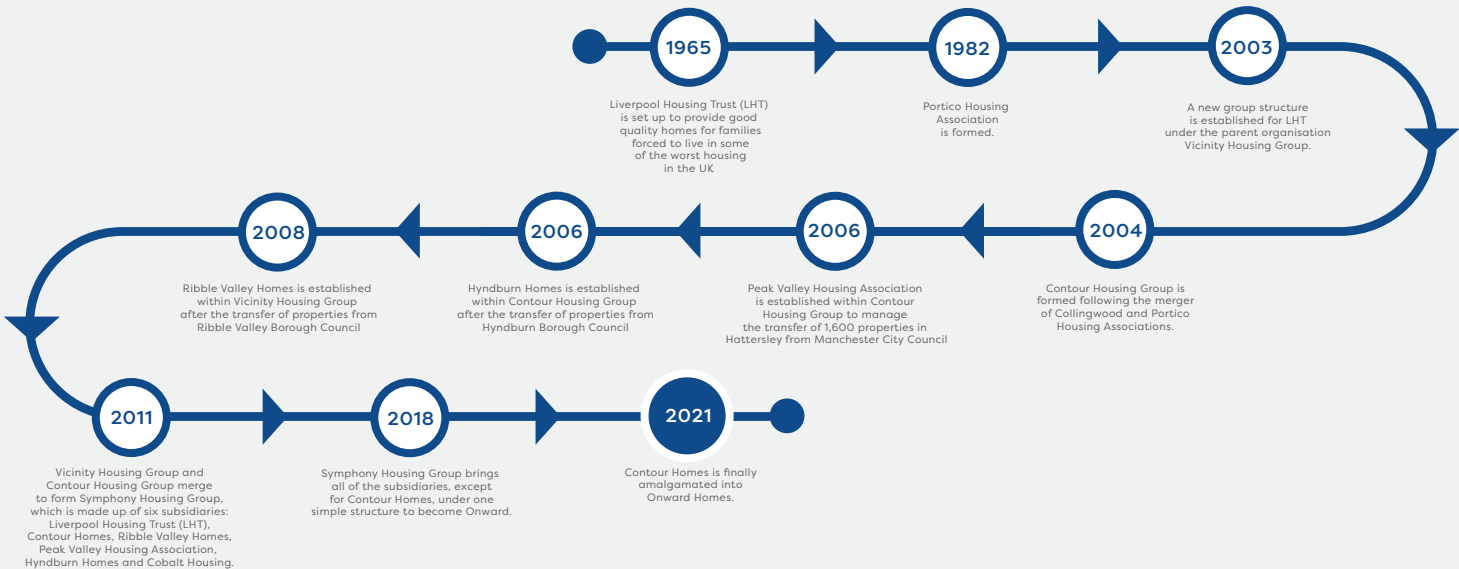 1965
Liverpool Housing Trust (LHT)
is set up to provide good
quality homes for families
forced to live in some
of the worst housing
in the UK
1982
Portico Housing
Association
is formed.
2003
A new group structure
is established for LHT
under the parent organisation
Vicinity Housing Group.
2004
Contour Housing Group is
formed following the merger
of Collingwood and Portico
Housing Associations.
2006
Peak Valley Housing Association
is established within Contour
Housing Group to manage
the transfer of 1,600 properties in
Hattersley from Manchester City Council
2006
Hyndburn Homes is established
within Contour Housing Group
after the transfer of properties from
Hyndburn Borough Council
2008
Ribble Valley Homes is established
within Vicinity Housing Group
after the transfer of properties from
Ribble Valley Borough Council
2011
Vicinity Housing Group and
Contour Housing Group merge
to form Symphony Housing Group,
which is made up of six subsidiaries:
Liverpool Housing Trust (LHT),
Contour Homes, Ribble Valley Homes,
Peak Valley Housing Association,
Hyndburn Homes and Cobalt Housing.
2018
Symphony Housing Group brings
all of the subsidiaries, except
for Contour Homes, under one
simple structure to become Onward.
2021
Contour Homes is finally
amalgamated into
Onward Homes.